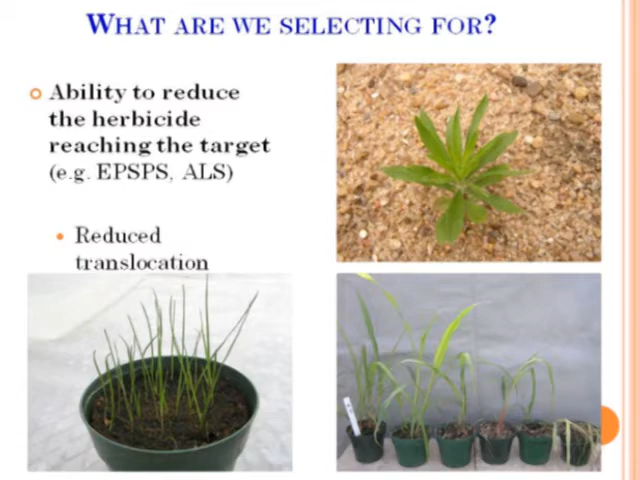 WHAT ARE WE SELECTING FOR?
Ability to reduce
the herbicide
reaching the target
(e.g. EPSPS, ALS)
Reduced
translocation